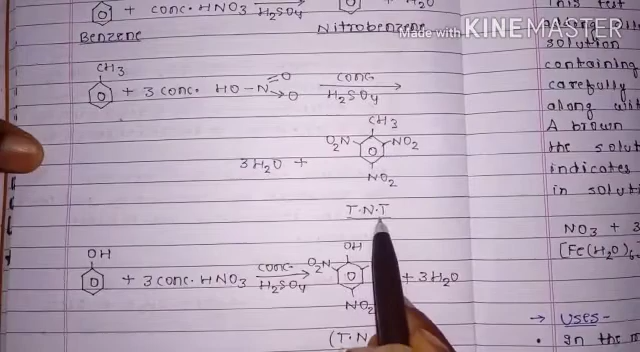 + conc. HNO3 H2SO4
Benzene
Nitrobenzene
Made with KINEMASTER
CH3
+ 3 conc. HO-N=O→O conc. H2SO4
CH3
O2N NO2
3H2O +
NO2
T.N.T
OH
OH
+ 3 conc. HNO3 conc. H2SO4 O2N + 3H2O
NO2
(T.N
This test
solution
containing
carefully
along
A brown
the
indicates
in
NO3 + 3
[Fe(H2O)6
→ Uses-
• In the